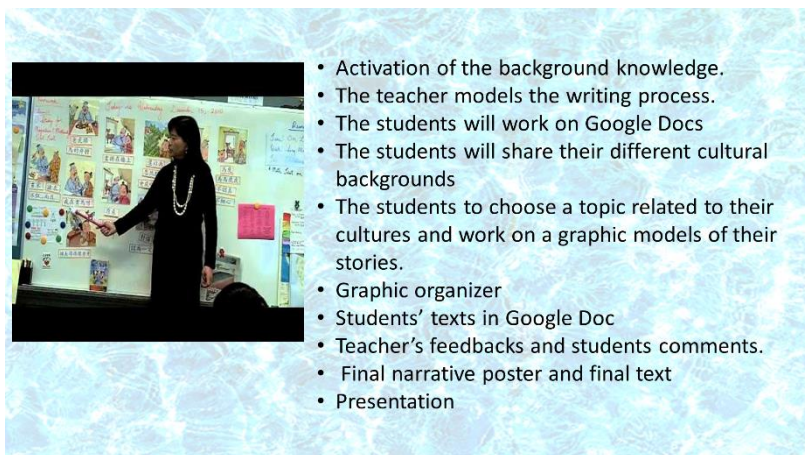 • Activation of the background knowledge.
• The teacher models the writing process.
• The students will work on Google Docs
• The students will share their different cultural
backgrounds
• The students to choose a topic related to their
cultures and work on a graphic models of their
stories.
• Graphic organizer
• Students’ texts in Google Doc
• Teacher’s feedbacks and students comments.
• Final narrative poster and final text
• Presentation